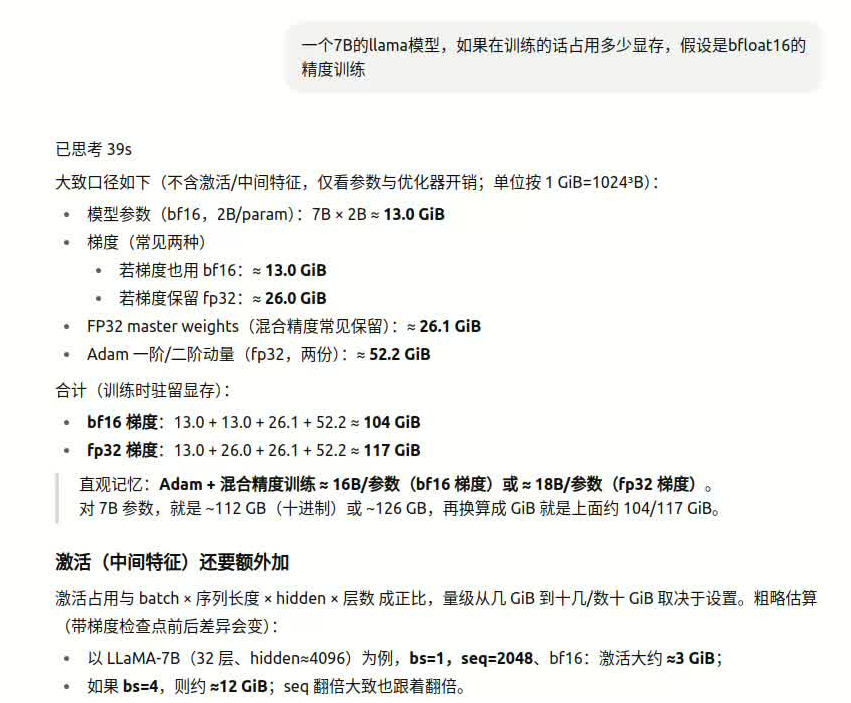 一个7B的llama模型，如果在训练的话占用多少显存，假设是bfloat16的
精度训练
已思考 39s
大致口径如下（不含激活/中间特征，仅看参数与优化器开销；单位按 1 GiB=1024³B）：
• 模型参数（bf16，2B/param）：7B × 2B ≈ 13.0 GiB
• 梯度（常见两种）
• 若梯度也用 bf16：≈ 13.0 GiB
• 若梯度保留 fp32：≈ 26.0 GiB
• FP32 master weights（混合精度常见保留）：≈ 26.1 GiB
• Adam 一阶/二阶动量（fp32，两份）：≈ 52.2 GiB
合计（训练时驻留显存）：
• bf16 梯度：13.0 + 13.0 + 26.1 + 52.2 ≈ 104 GiB
• fp32 梯度：13.0 + 26.0 + 26.1 + 52.2 ≈ 117 GiB
直观记忆：Adam + 混合精度训练 ≈ 16B/参数（bf16 梯度）或 ≈ 18B/参数（fp32 梯度）。
对 7B 参数，就是 ~112 GB（十进制）或 ~126 GB，再换算成 GiB 就是上面约 104/117 GiB。
激活（中间特征）还要额外加
激活占用与 batch × 序列长度 × hidden × 层数 成正比，量级从几 GiB 到十几/数十 GiB 取决于设置。粗略估算
（带梯度检查点前后差异会变）：
• 以 LLaMA-7B（32 层、hidden≈4096）为例，bs=1，seq=2048、bf16：激活大约 ≈3 GiB；
• 如果 bs=4，则约 ≈12 GiB；seq 翻倍大致也跟着翻倍。